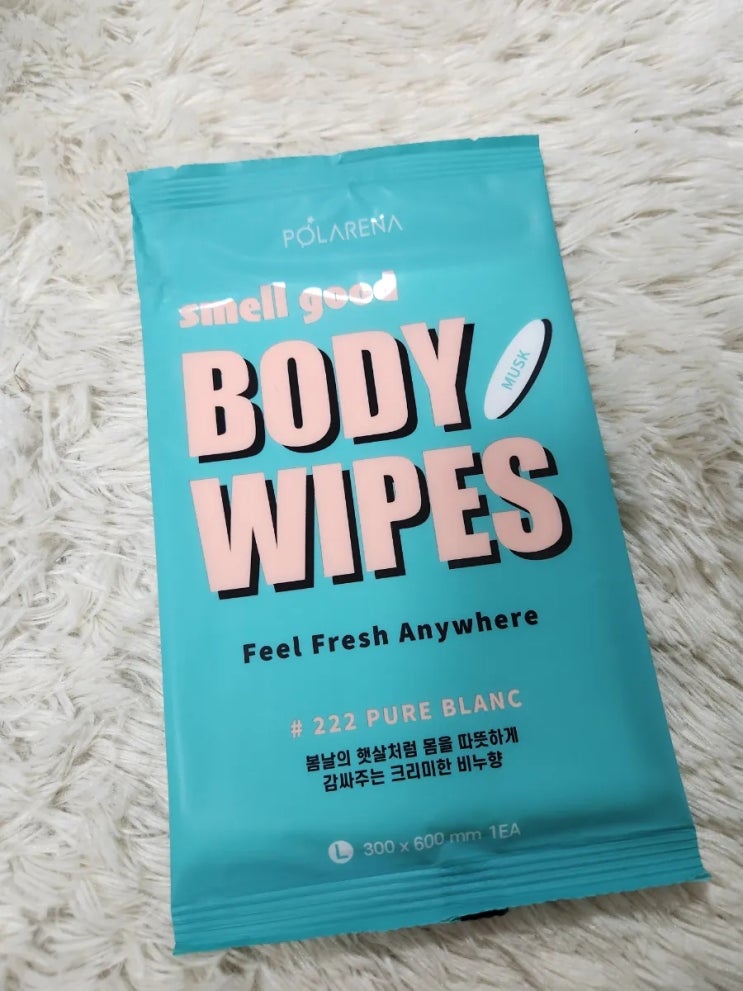 POLARENA
smell good
BODY
MUSK
WIPES
Feel Fresh Anywhere
# 222 PURE BLANC
봄날의 햇살처럼 몸을 따뜻하게
감싸주는 크리미한 비누향
L 300 x 600 mm 1EA